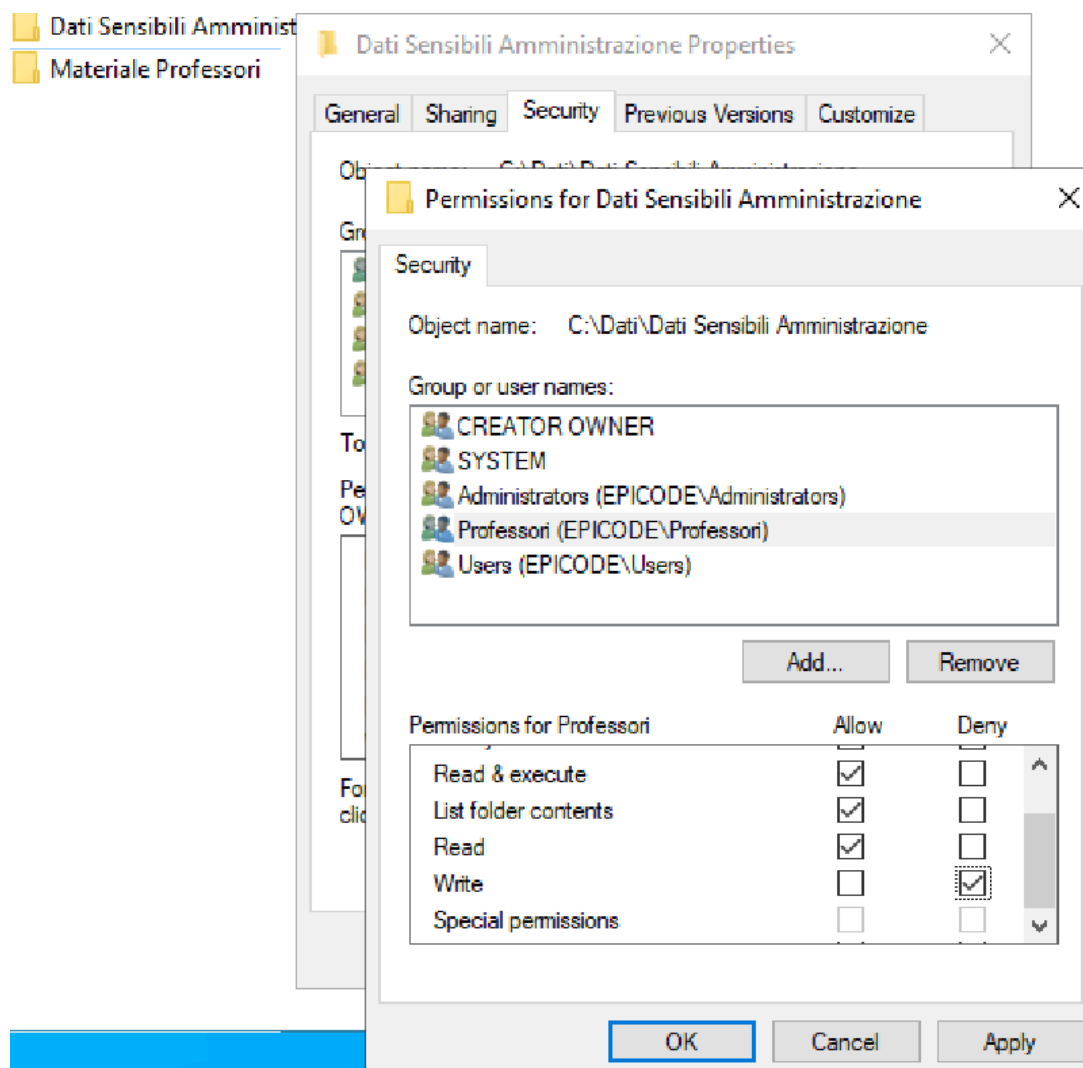 Dati Sensibili Amminist
Materiale Professori
Dati Sensibili Amministrazione Properties
General Sharing Security Previous Versions Customize
Permissions for Dati Sensibili Amministrazione
Security
Object name: C:\Dati\Dati Sensibili Amministrazione
Group or user names:
CREATOR OWNER
SYSTEM
Administrators (EPICODE\Administrators)
Professori (EPICODE\Professori)
Users (EPICODE\Users)
Add... Remove
Permissions for Professori Allow Deny
Read & execute
List folder contents
Read
Write
Special permissions
OK Cancel Apply